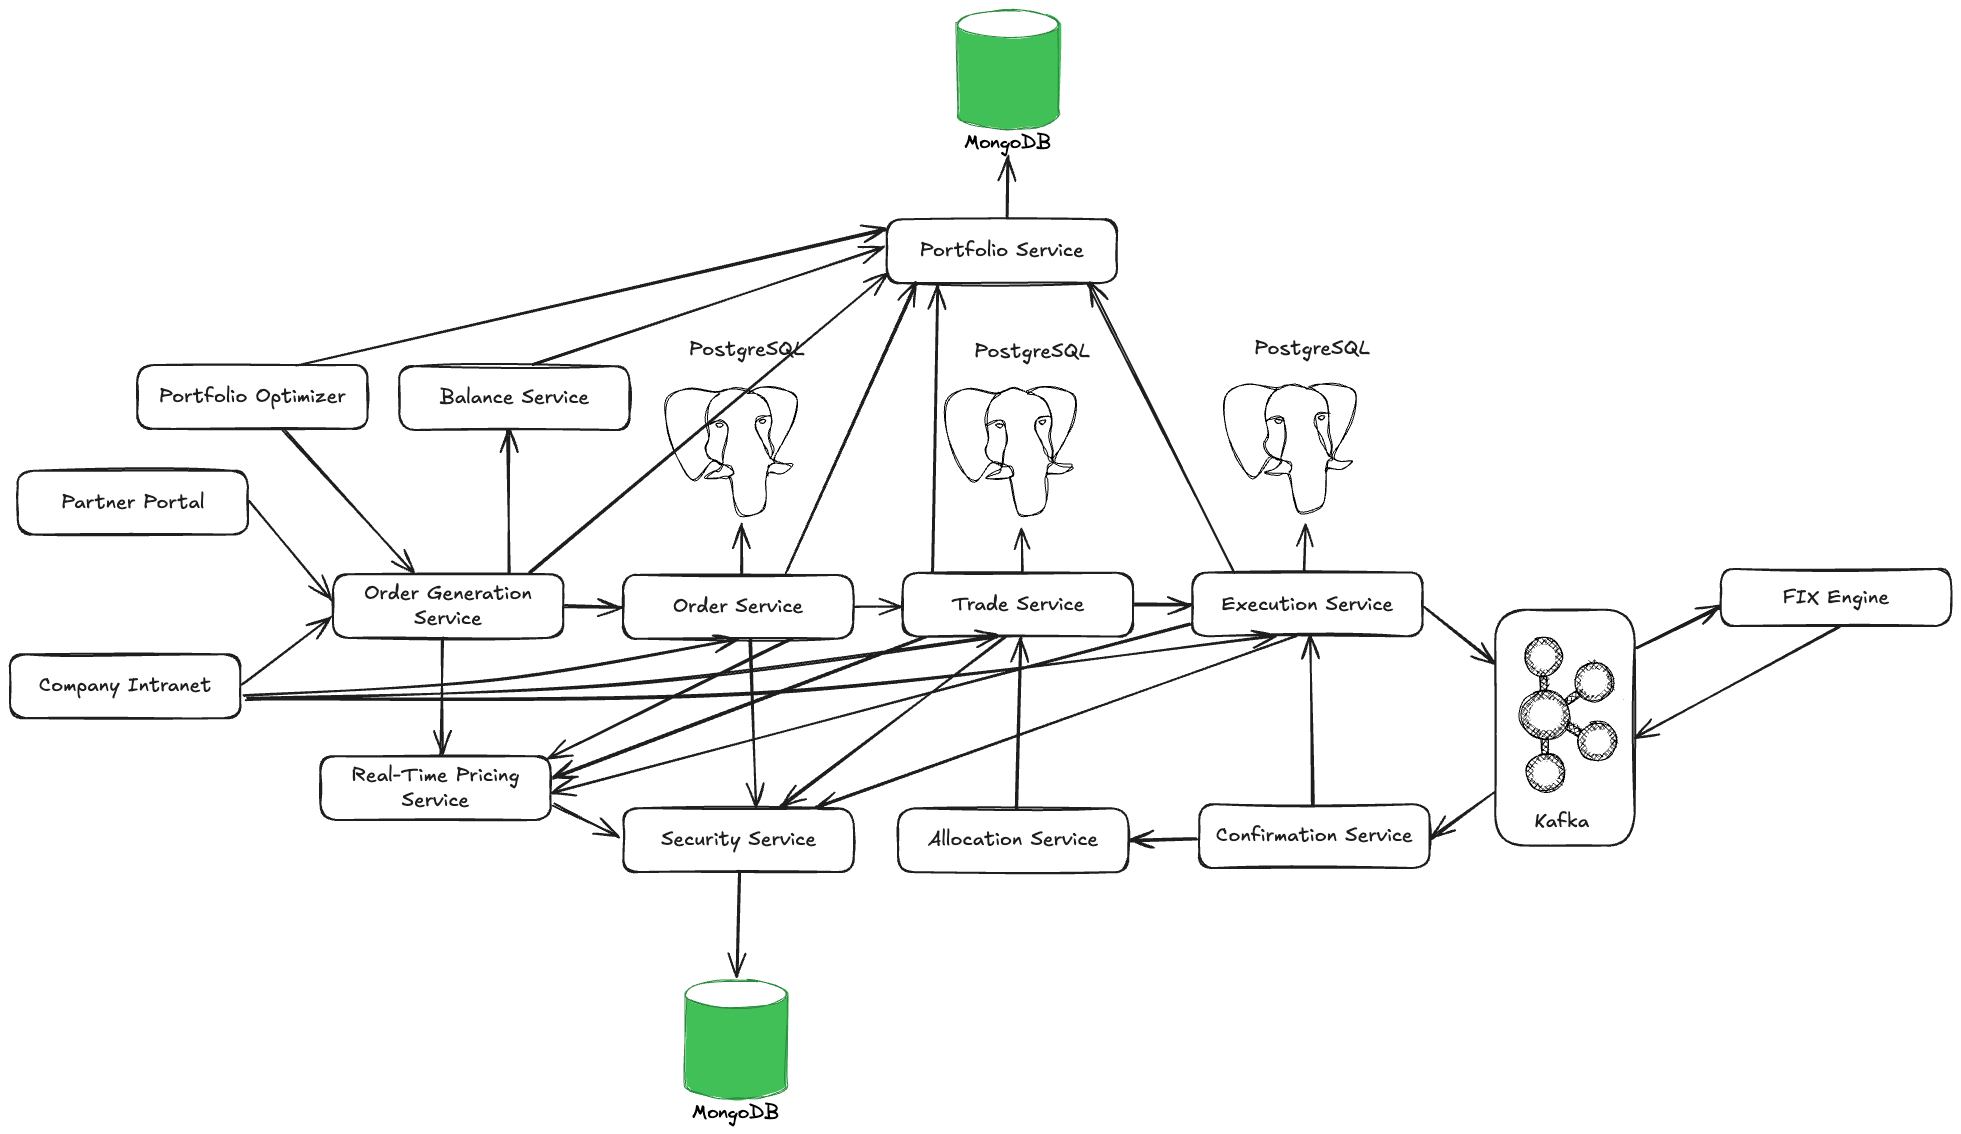 MongoDB
Portfolio Service
PostgreSQL
PostgreSQL
PostgreSQL
Portfolio Optimizer
Balance Service
Partner Portal
Order Generation
Service
Order Service
Trade Service
Execution Service
FIX Engine
Company Intranet
Real-Time Pricing
Service
Security Service
Allocation Service
Confirmation Service
Kafka
MongoDB